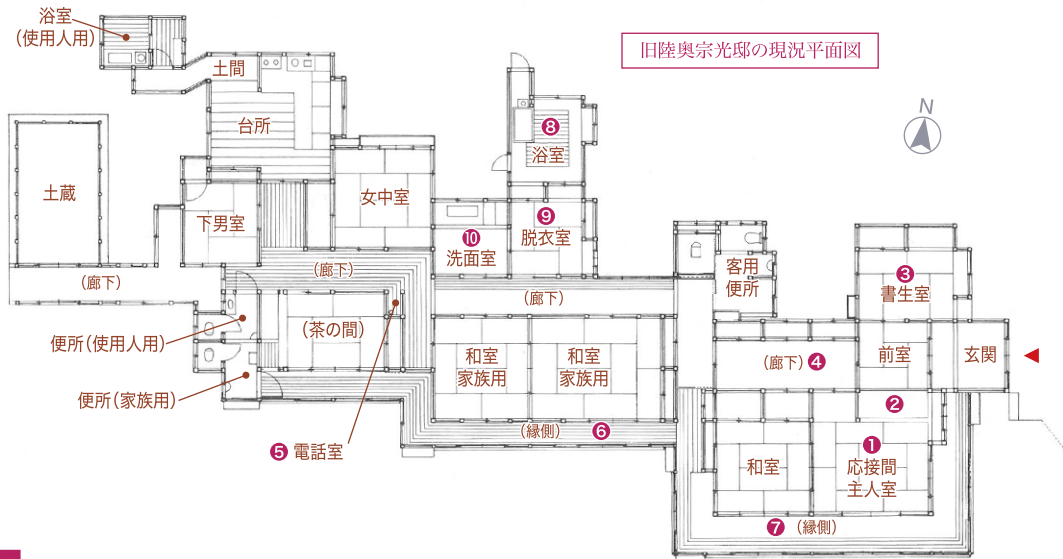 旧陸奥宗光邸の現況平面図
N
浴室
(使用人用)
土間
台所
土蔵
下男室
女中室
❽
浴室
❾
脱衣室
❿
洗面室
客用
便所
❸
書生室
(廊下)
(廊下)
(廊下)
便所(使用人用)
(茶の間)
和室
家族用
和室
家族用
(廊下)❹
前室
玄関
便所(家族用)
❷
❺ 電話室
(縁側) ❻
和室
❶
応接間
主人室
❼ (縁側)